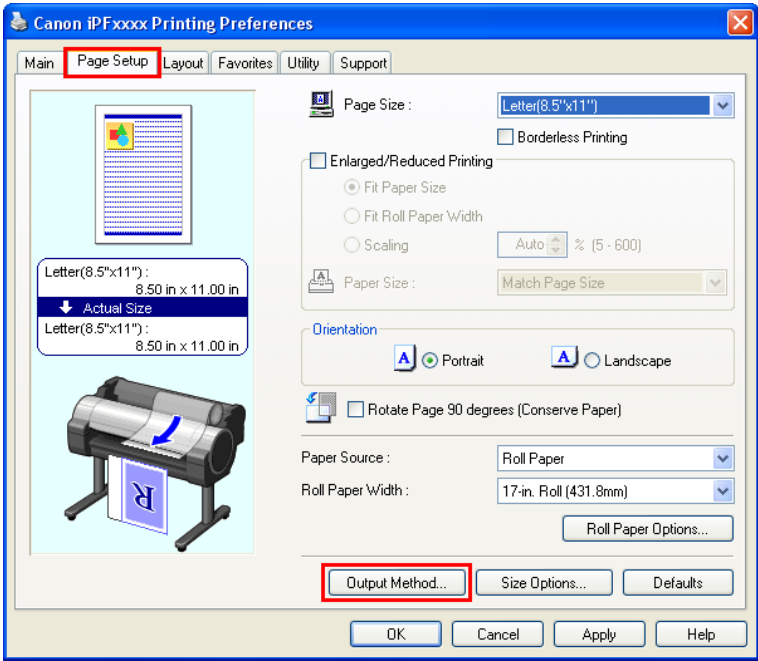 Canon iPFxxxx Printing Preferences
Main Page Setup Layout Favorites Utility Support
Page Size : Letter(8.5"x11")
Borderless Printing
Enlarged/Reduced Printing
Fit Paper Size
Fit Roll Paper Width
Scaling Auto % (5 - 600)
Paper Size : Match Page Size
Letter(8.5"x11") :
8.50 in x 11.00 in
Actual Size
Letter(8.5"x11") :
8.50 in x 11.00 in
Orientation
A Portrait A Landscape
Rotate Page 90 degrees (Conserve Paper)
R
Paper Source : Roll Paper
Roll Paper Width : 17-in. Roll (431.8mm)
Roll Paper Options...
Output Method... Size Options... Defaults
OK Cancel Apply Help